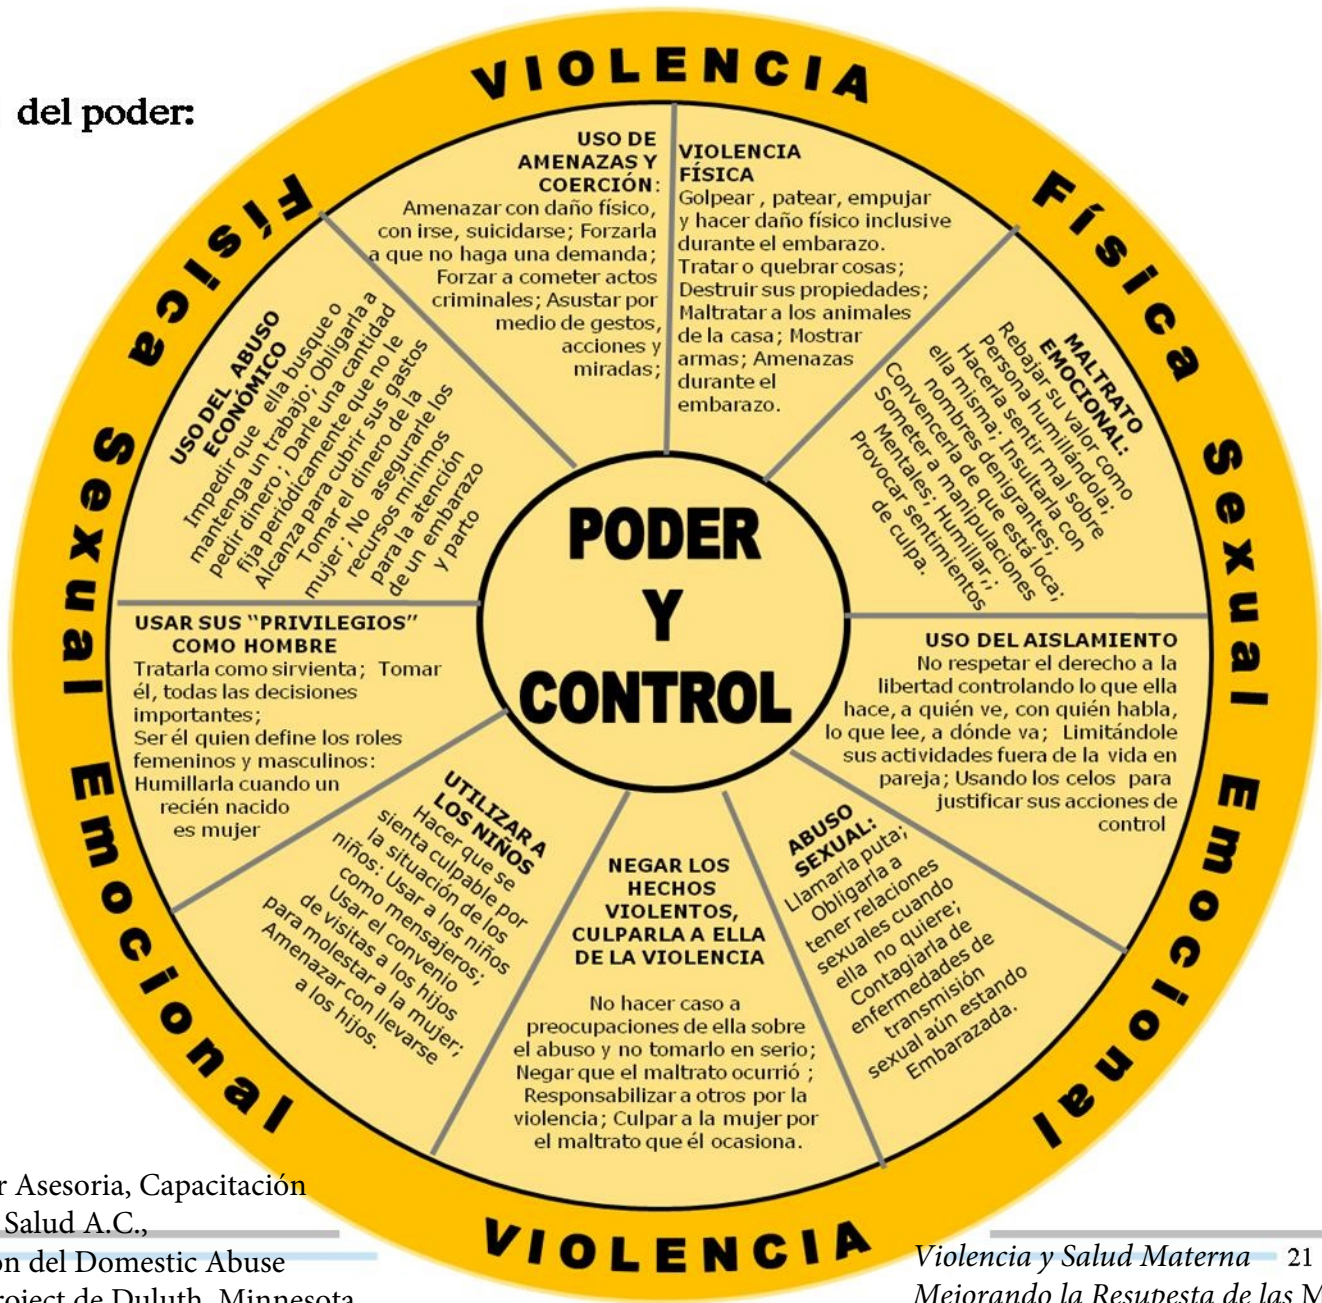 del poder:
VIOLENCIA
Física Sexual Emocional
USO DE
AMENAZAS Y
COERCIÓN:
Amenazar con daño físico,
con irse, suicidarse; Forzarla
a que no haga una demanda;
Forzar a cometer actos
criminales; Asustar por
medio de gestos,
acciones y
miradas;
VIOLENCIA
FÍSICA
Golpear , patear, empujar
y hacer daño físico inclusive
durante el embarazo.
Tratar o quebrar cosas;
Destruir sus propiedades;
Maltratar a los animales
de la casa; Mostrar
armas; Amenazas
durante el
embarazo.
MALTRATO
EMOCIONAL:
Rebajar su valor como
persona humillándola;
Hacerla sentir mal sobre
ella misma; Insultarla con
nombres denigrantes;
Convencerla de que está loca;
Someter a manipulaciones
Mentales; Humillar,;
Provocar sentimientos
de culpa.
USO DEL AISLAMIENTO
No respetar el derecho a la
libertad controlando lo que ella
hace, a quién ve, con quién habla,
lo que lee, a dónde va; Limitándole
sus actividades fuera de la vida en
pareja; Usando los celos para
justificar sus acciones de
control
ABUSO
SEXUAL:
Llamarla puta;
Obligarla a
tener relaciones
sexuales cuando
ella no quiere;
Contagiarla de
enfermedades de
transmisión
sexual aún estando
Embarazada.
NEGAR LOS
HECHOS
VIOLENTOS,
CULPARLA A ELLA
DE LA VIOLENCIA
No hacer caso a
preocupaciones de ella sobre
el abuso y no tomarlo en serio;
Negar que el maltrato ocurrió ;
Responsabilizar a otros por la
violencia; Culpar a la mujer por
el maltrato que él ocasiona.
UTILIZAR A
LOS NIÑOS
Hacer que se
sienta culpable por
la situación de los
niños: Usar a los niños
como mensajeros;
Usar el convenio
de visitas a los hijos
para molestar a la mujer;
Amenazar con llevarse
a los hijos.
USAR SUS "PRIVILEGIOS"
COMO HOMBRE
Tratarla como sirvienta; Tomar
él, todas las decisiones
importantes;
Ser él quien define los roles
femeninos y masculinos:
Humillarla cuando un
recién nacido
es mujer
USO DEL ABUSO
ECONÓMICO
Impedir que ella busque o
mantenga un trabajo; Obligarla a
pedir dinero ; Darle una cantidad
fija periódicamente que no le
Alcanza para cubrir sus gastos
Tomar el dinero de la
mujer ; No asegurarle los
recursos mínimos
para la atención
de un embarazo
y parto
PODER
Y
CONTROL
Física Sexual Emocional
VIOLENCIA
Asesoria, Capacitación
Salud A.C.,
del Domestic Abuse
de Duluth, Minnesota
Violencia y Salud Materna 21
Mejorando la Resupesta de las